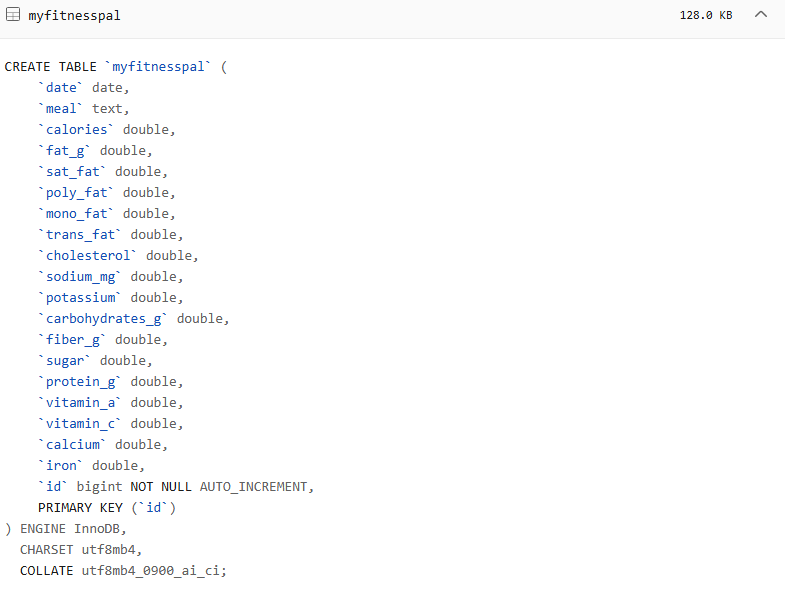 myfitnesspal 128.0 KB
CREATE TABLE `myfitnesspal` (
`date` date,
`meal` text,
`calories` double,
`fat_g` double,
`sat_fat` double,
`poly_fat` double,
`mono_fat` double,
`trans_fat` double,
`cholesterol` double,
`sodium_mg` double,
`potassium` double,
`carbohydrates_g` double,
`fiber_g` double,
`sugar` double,
`protein_g` double,
`vitamin_a` double,
`vitamin_c` double,
`calcium` double,
`iron` double,
`id` bigint NOT NULL AUTO_INCREMENT,
PRIMARY KEY (`id`)
) ENGINE InnoDB,
CHARSET utf8mb4,
COLLATE utf8mb4_0900_ai_ci;